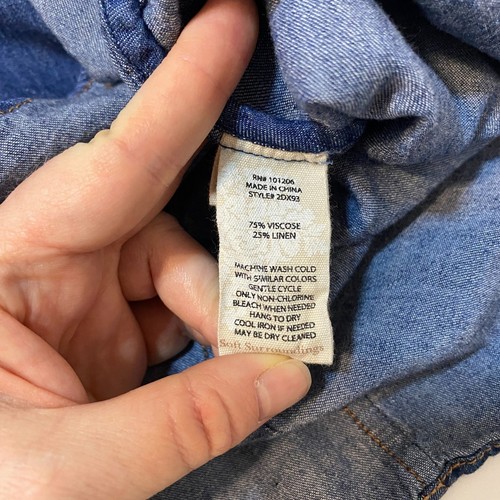 RN# 101206
MADE IN CHINA
STYLE# 2DX93
75% VISCOSE
25% LINEN
MACHINE WASH COLD
WITH SIMILAR COLORS
GENTLE CYCLE
ONLY NON-CHLORINE
BLEACH WHEN NEEDED
HANG TO DRY
COOL IRON IF NEEDED
MAY BE DRY CLEANED
Soft Surroundings